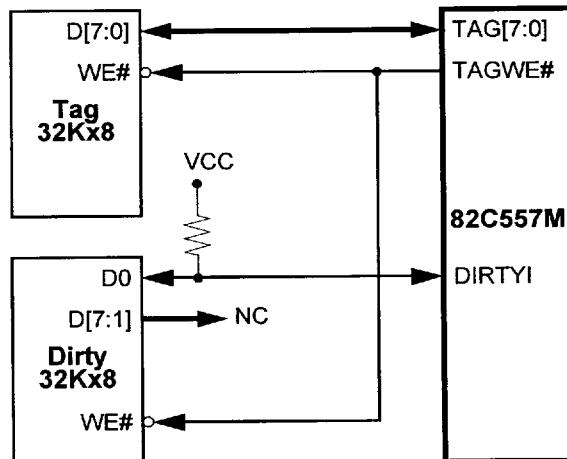 D[7:0]
TAG[7:0]
WE#
TAGWE#
Tag
32Kx8
VCC
82C557M
D0
DIRTYI
D[7:1]
NC
Dirty
32Kx8
WE#